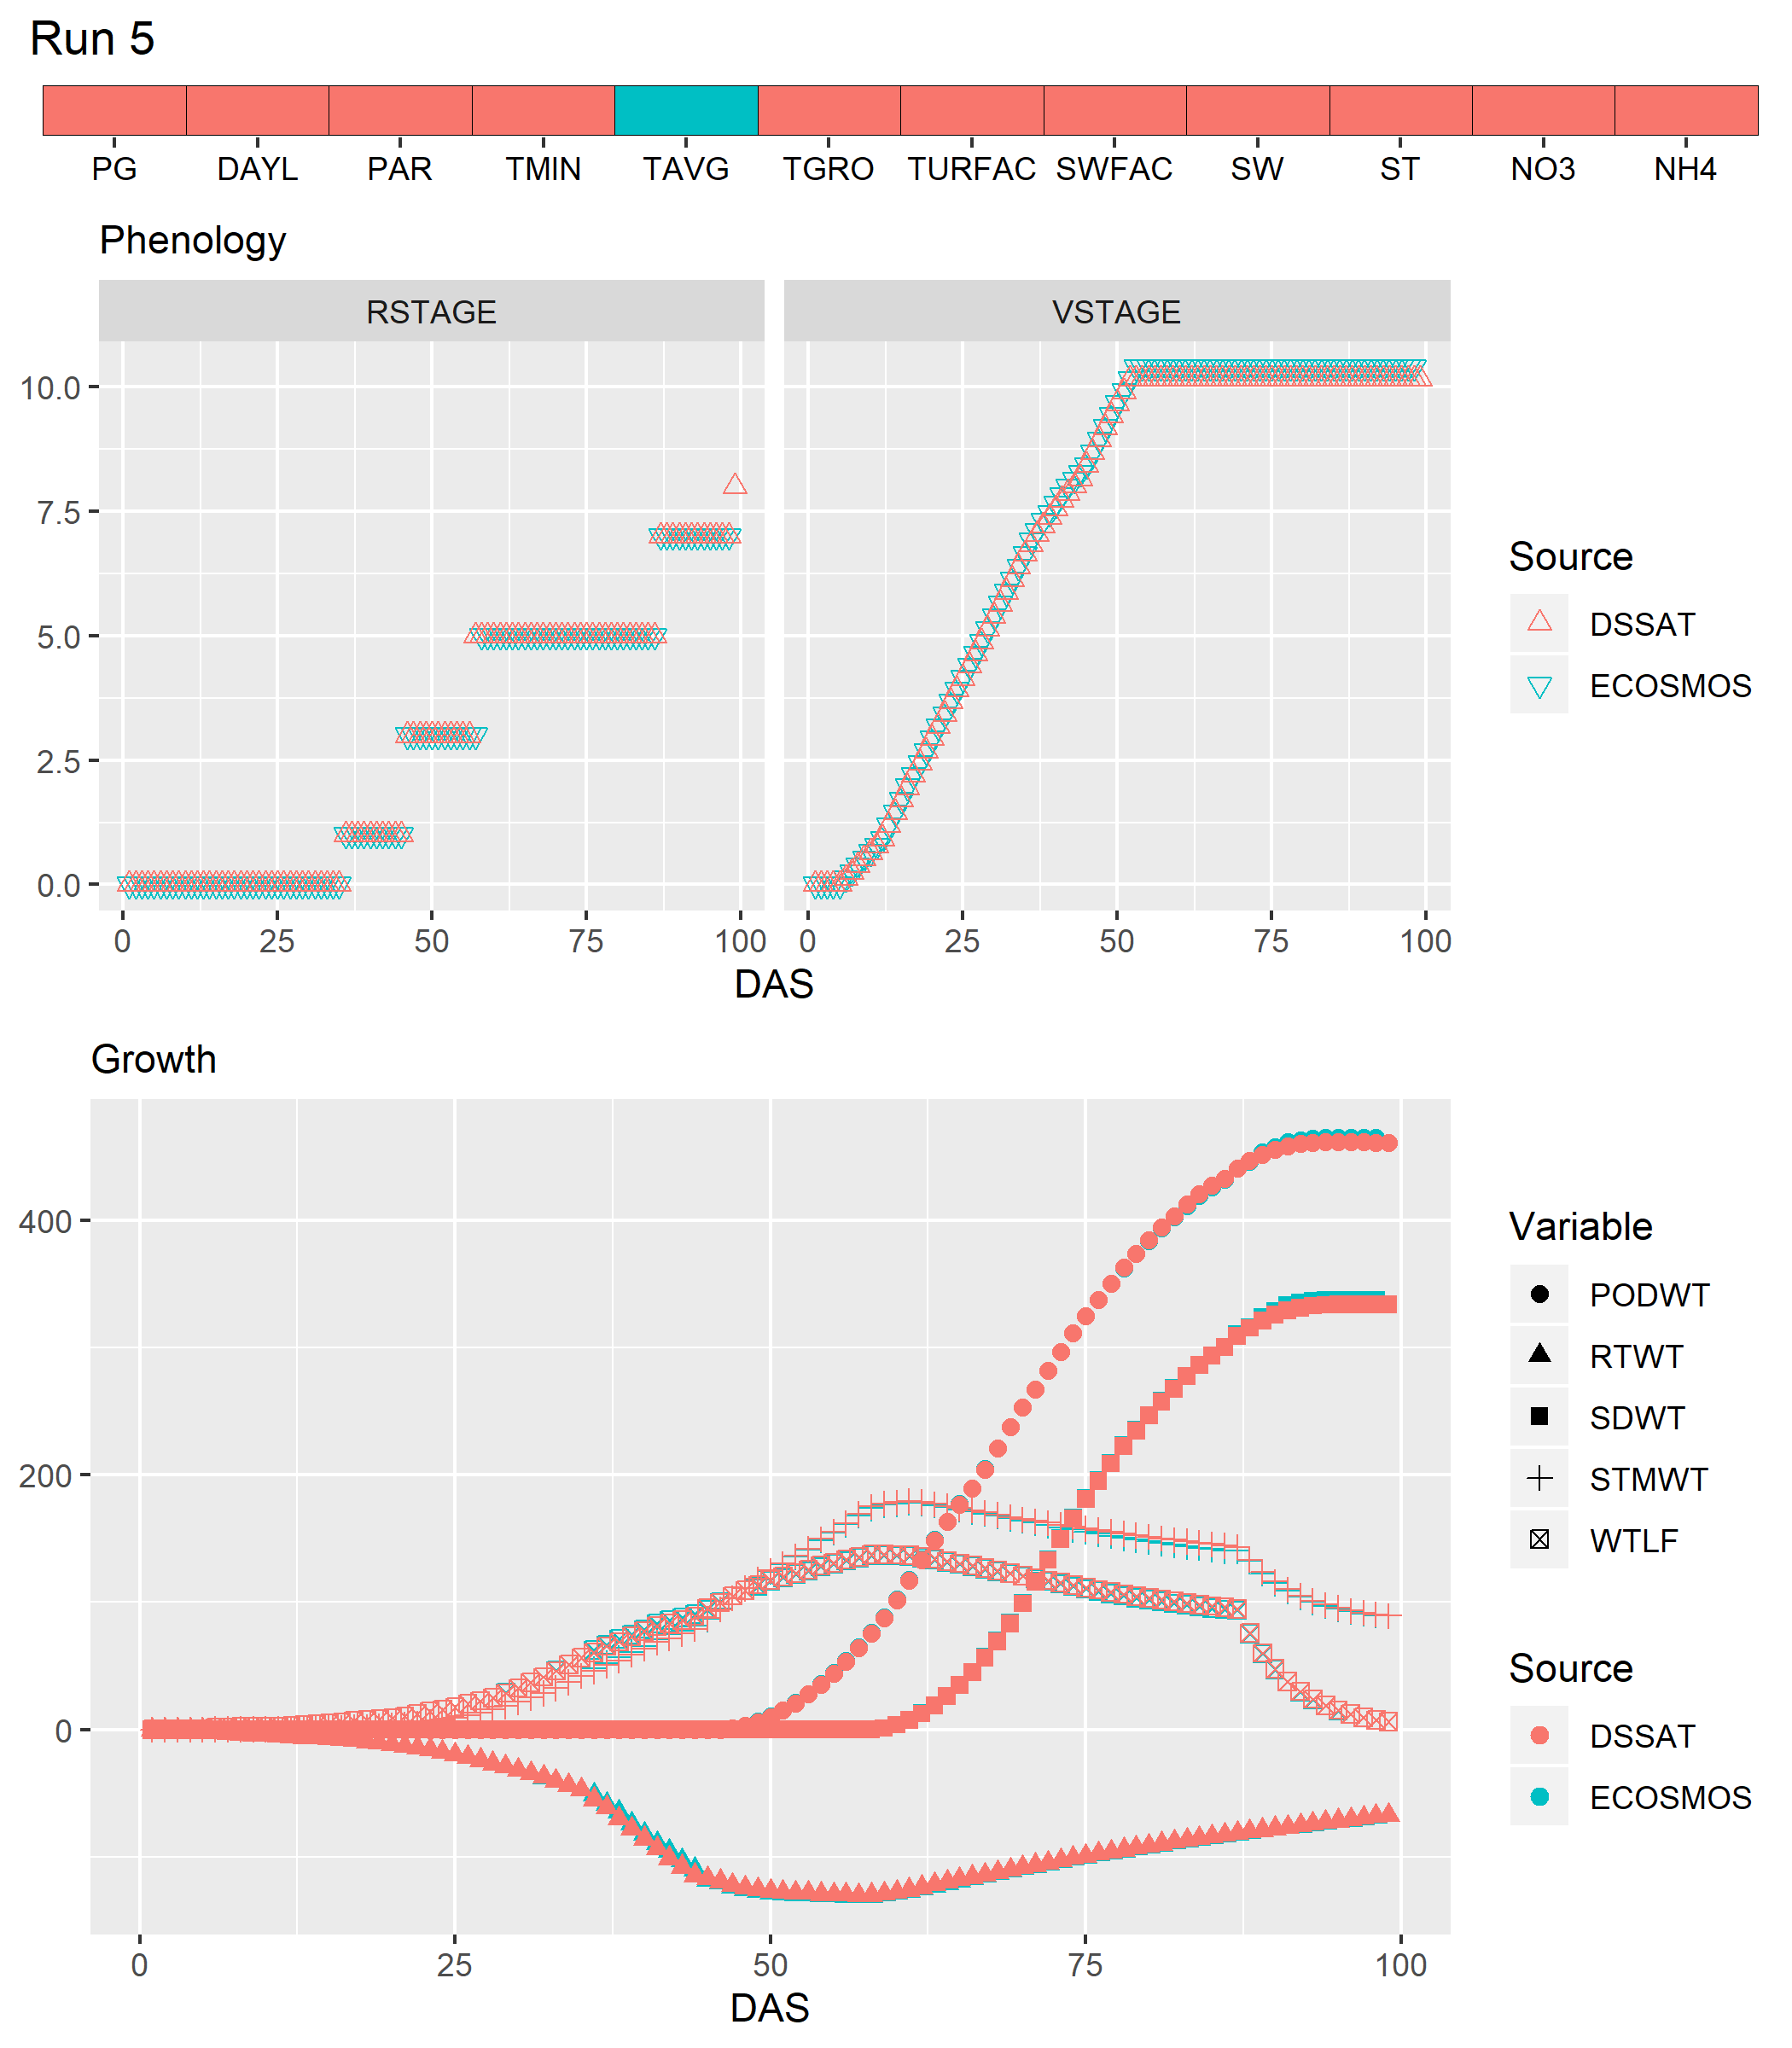 Run 5
PG DAYL PAR TMIN TAVG TGRO TURFAC SWFAC SW ST NO3 NH4
Phenology
RSTAGE VSTAGE
10.0
7.5
5.0
2.5
0.0
0 25 50 75 100 0 25 50 75 100
DAS
Source
DSSAT
ECOSMOS
Growth
400
200
0
0 25 50 75 100
DAS
Variable
PODWT
RTWT
SDWT
STMWT
WTLF
Source
DSSAT
ECOSMOS